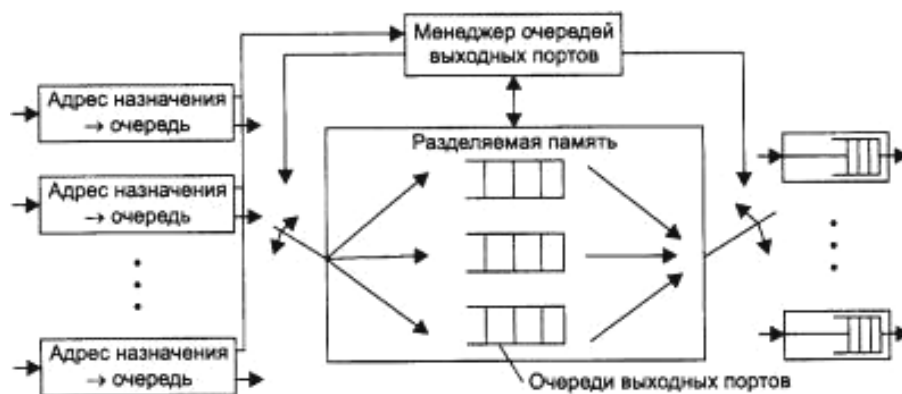 Менеджер очередей
выходных портов
Адрес назначения
→ очередь
Разделяемая память
Адрес назначения
→ очередь
Адрес назначения
→ очередь
Очереди выходных портов